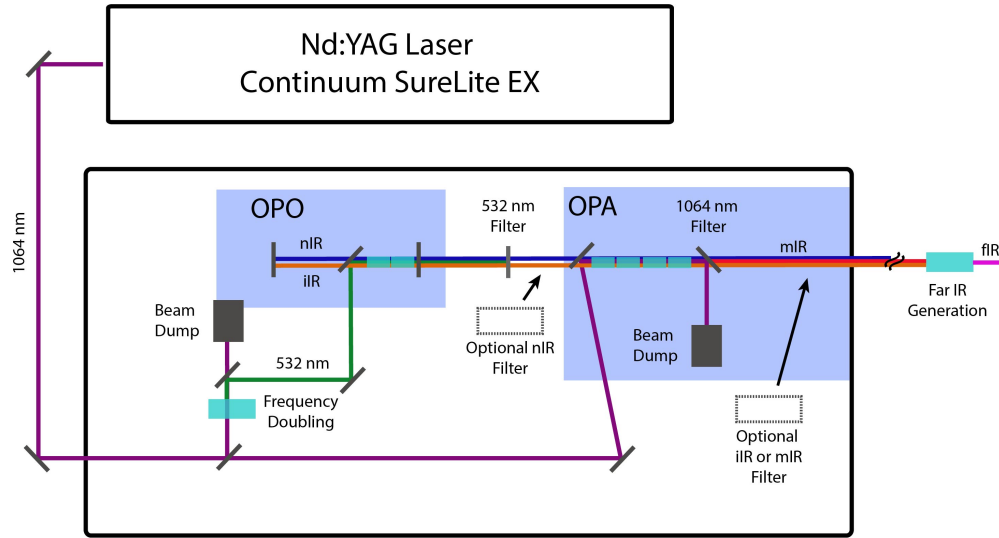 Nd:YAG Laser
Continuum SureLite EX
1064 nm
OPO
nIR
iIR
532 nm
Filter
OPA
1064 nm
Filter
mIR
fIR
Far IR
Generation
Beam
Dump
532 nm
Frequency
Doubling
Optional nIR
Filter
Beam
Dump
Optional
iIR or mIR
Filter